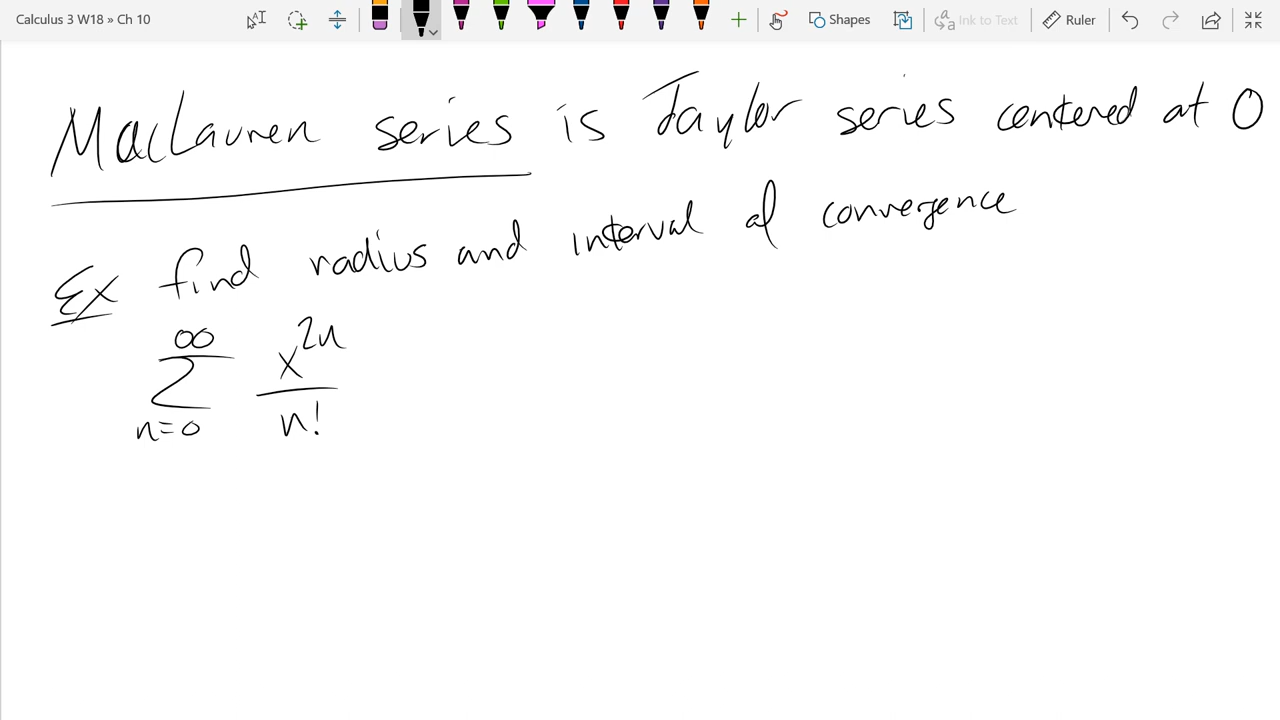 Calculus 3 W18 » Ch 10
Shapes
Ink to Text
Ruler
MacLauren series is Taylor series centered at 0
Ex find radius and interval of convergence
∞
∑ x^2n / n!
n=0